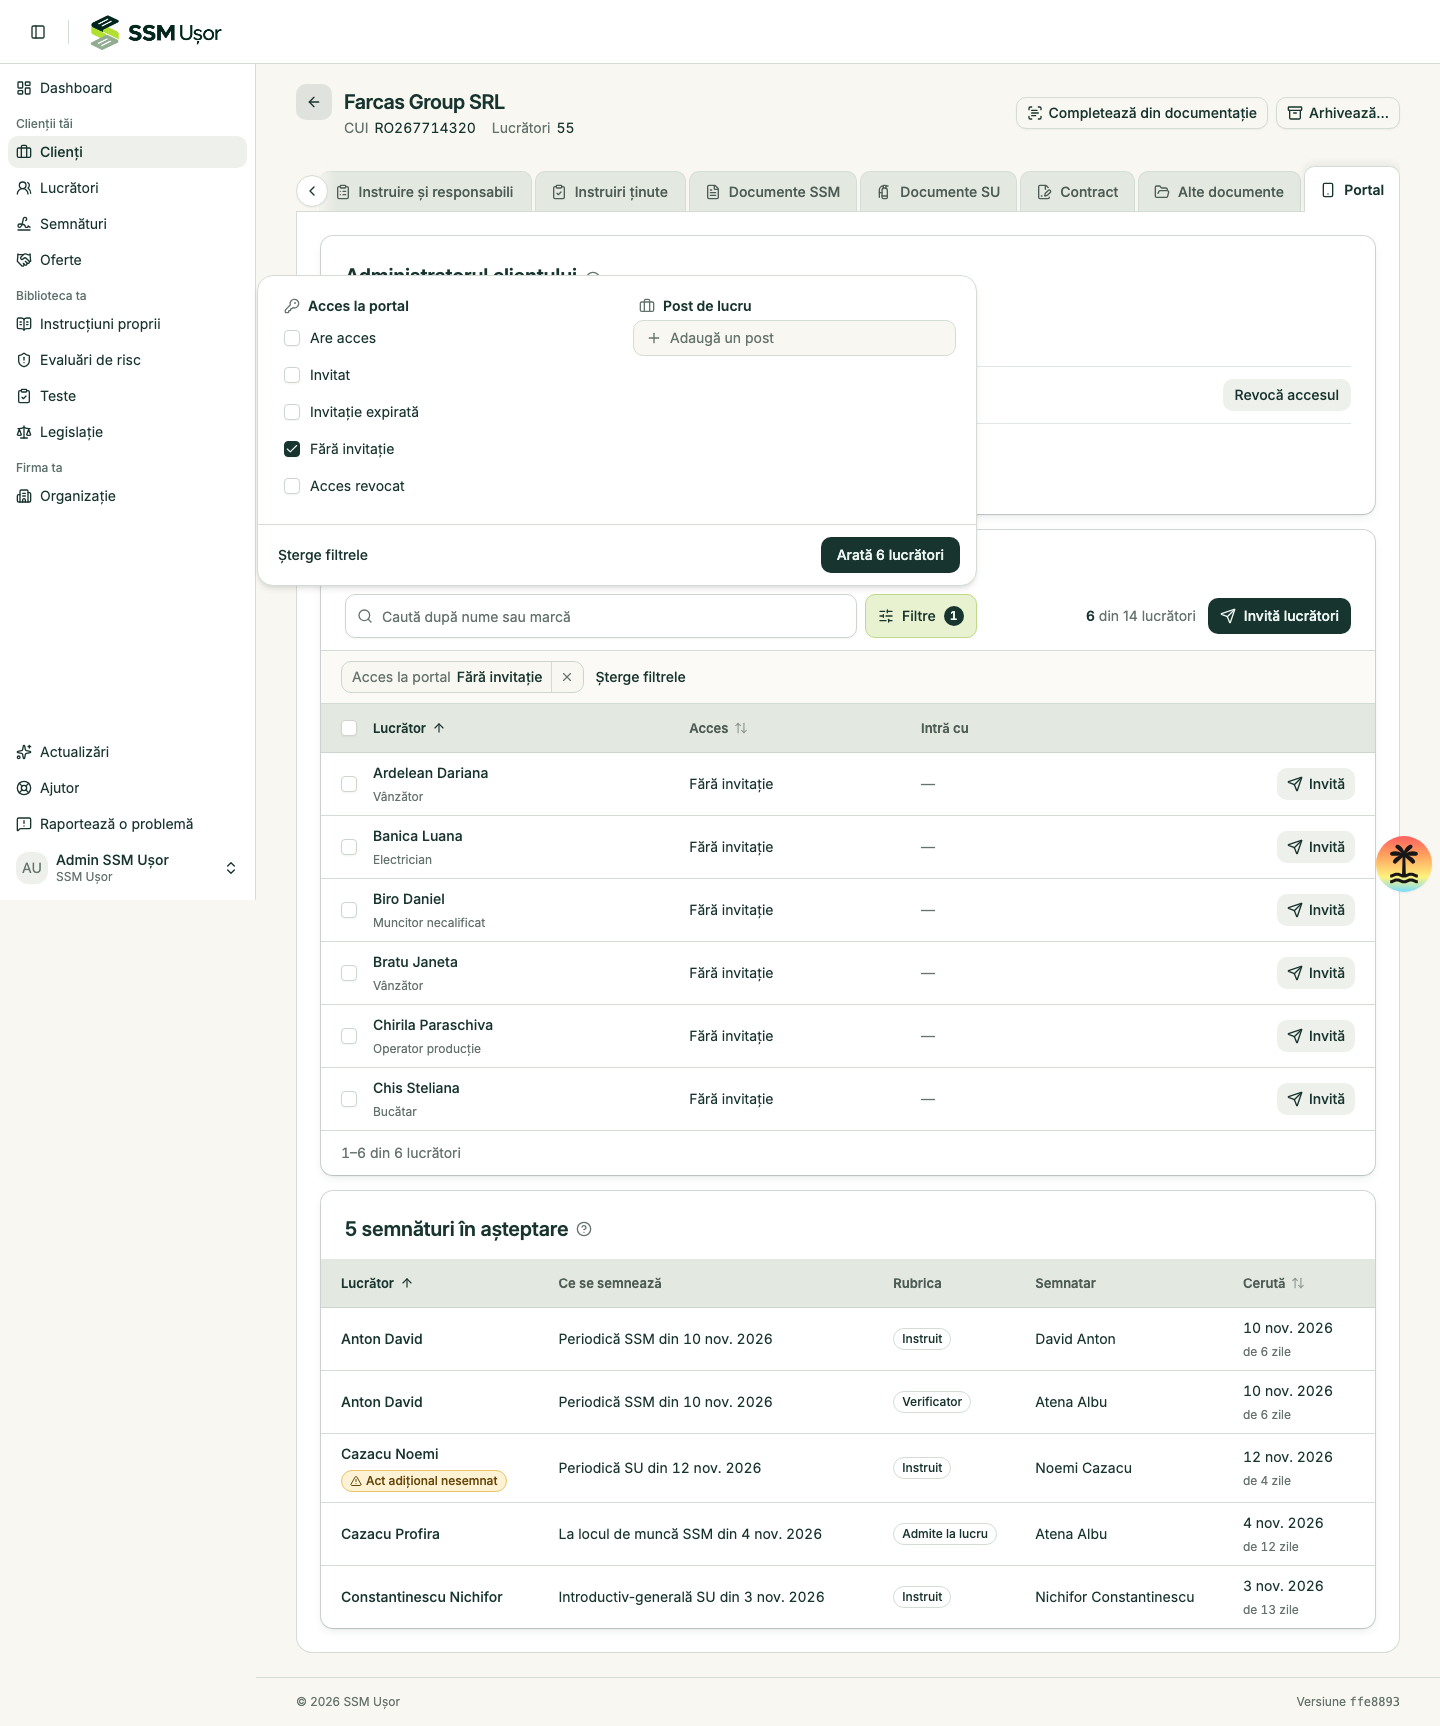 SSM Ușor
Dashboard
Clienții tăi
Clienți
Lucrători
Semnături
Oferte
Biblioteca ta
Instrucțiuni proprii
Evaluări de risc
Teste
Legislație
Firma ta
Organizație
Actualizări
Ajutor
Raportează o problemă
AU
Admin SSM Ușor
SSM Ușor
Farcas Group SRL
CUI RO267714320 Lucrători 55
Completează din documentație
Arhivează...
Instruire și responsabili
Instruiri ținute
Documente SSM
Documente SU
Contract
Alte documente
Portal
Administratorul clientului
Revocă accesul
Acces la portal
Are acces
Invitat
Invitație expirată
Fără invitație
Acces revocat
Post de lucru
Adaugă un post
Șterge filtrele
Arată 6 lucrători
Caută după nume sau marcă
Filtre 1
6 din 14 lucrători
Invită lucrători
Acces la portal Fără invitație
Șterge filtrele
Lucrător Acces Intră cu
Ardelean Dariana
Vânzător
Fără invitație — Invită
Banica Luana
Electrician
Fără invitație — Invită
Biro Daniel
Muncitor necalificat
Fără invitație — Invită
Bratu Janeta
Vânzător
Fără invitație — Invită
Chirila Paraschiva
Operator producție
Fără invitație — Invită
Chis Steliana
Bucătar
Fără invitație — Invită
1–6 din 6 lucrători
5 semnături în așteptare
Lucrător Ce se semnează Rubrica Semnatar Cerută
Anton David Periodică SSM din 10 nov. 2026 Instruit David Anton 10 nov. 2026
de 6 zile
Anton David Periodică SSM din 10 nov. 2026 Verificator Atena Albu 10 nov. 2026
de 6 zile
Cazacu Noemi
Act adițional nesemnat
Periodică SU din 12 nov. 2026 Instruit Noemi Cazacu 12 nov. 2026
de 4 zile
Cazacu Profira La locul de muncă SSM din 4 nov. 2026 Admite la lucru Atena Albu 4 nov. 2026
de 12 zile
Constantinescu Nichifor Introductiv-generală SU din 3 nov. 2026 Instruit Nichifor Constantinescu 3 nov. 2026
de 13 zile
© 2026 SSM Ușor
Versiune ffe8893